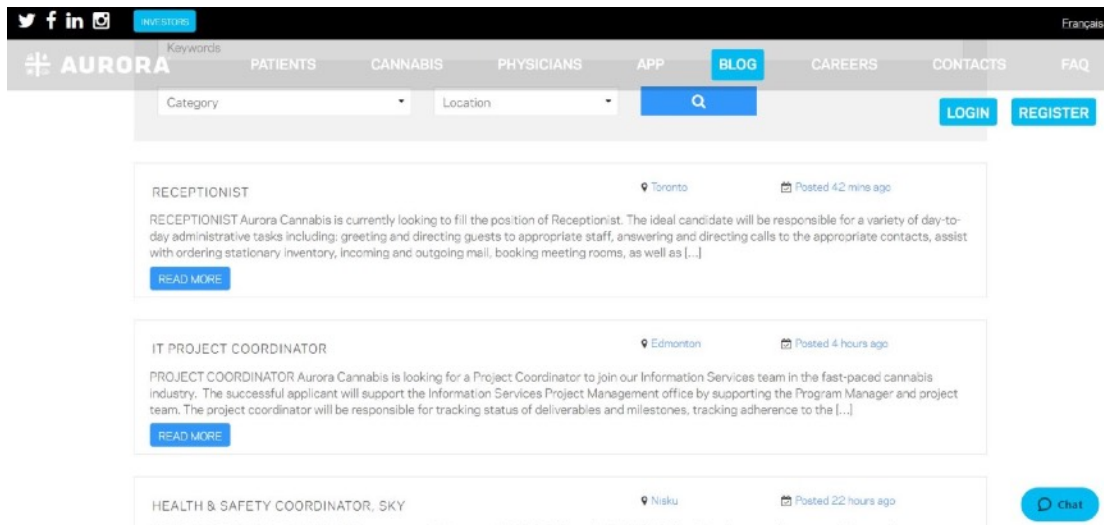 INVESTORS
Français
Keywords
AURORA PATIENTS CANNABIS PHYSICIANS APP BLOG CAREERS CONTACTS FAQ
Category Location
LOGIN REGISTER
RECEPTIONIST Toronto Posted 42 mins ago
RECEPTIONIST Aurora Cannabis is currently looking to fill the position of Receptionist. The ideal candidate will be responsible for a variety of day-to-
day administrative tasks including: greeting and directing guests to appropriate staff, answering and directing calls to the appropriate contacts, assist
with ordering stationary inventory, incoming and outgoing mail, booking meeting rooms, as well as [...]
READ MORE
IT PROJECT COORDINATOR Edmonton Posted 4 hours ago
PROJECT COORDINATOR Aurora Cannabis is looking for a Project Coordinator to join our Information Services team in the fast-paced cannabis
industry. The successful applicant will support the Information Services Project Management office by supporting the Program Manager and project
team. The project coordinator will be responsible for tracking status of deliverables and milestones, tracking adherence to the [...]
READ MORE
HEALTH & SAFETY COORDINATOR, SKY Nisku Posted 22 hours ago
Chat